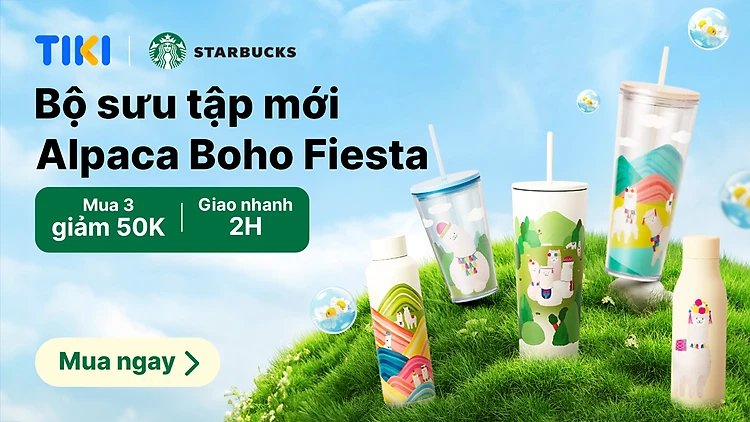 TIKI
STARBUCKS
Bộ sưu tập mới
Alpaca Boho Fiesta
Mua 3
giảm 50K
Giao nhanh
2H
Mua ngay